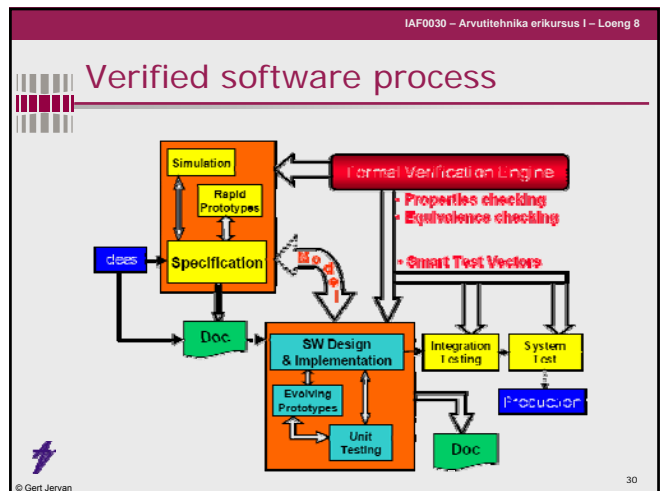 IAF0030 – Arvutitehnika erikursus I – Loeng 8
Verified software process
Simulation
Rapid
Prototypes
Specification
Formal Verification Engine
- Properties checking
- Equivalence checking
- Smart Test Vectors
Ideas
Model
Doc
SW Design
& Implementation
Evolving
Prototypes
Unit
Testing
Integration
Testing
System
Test
Production
Doc
© Gert Jervan
30